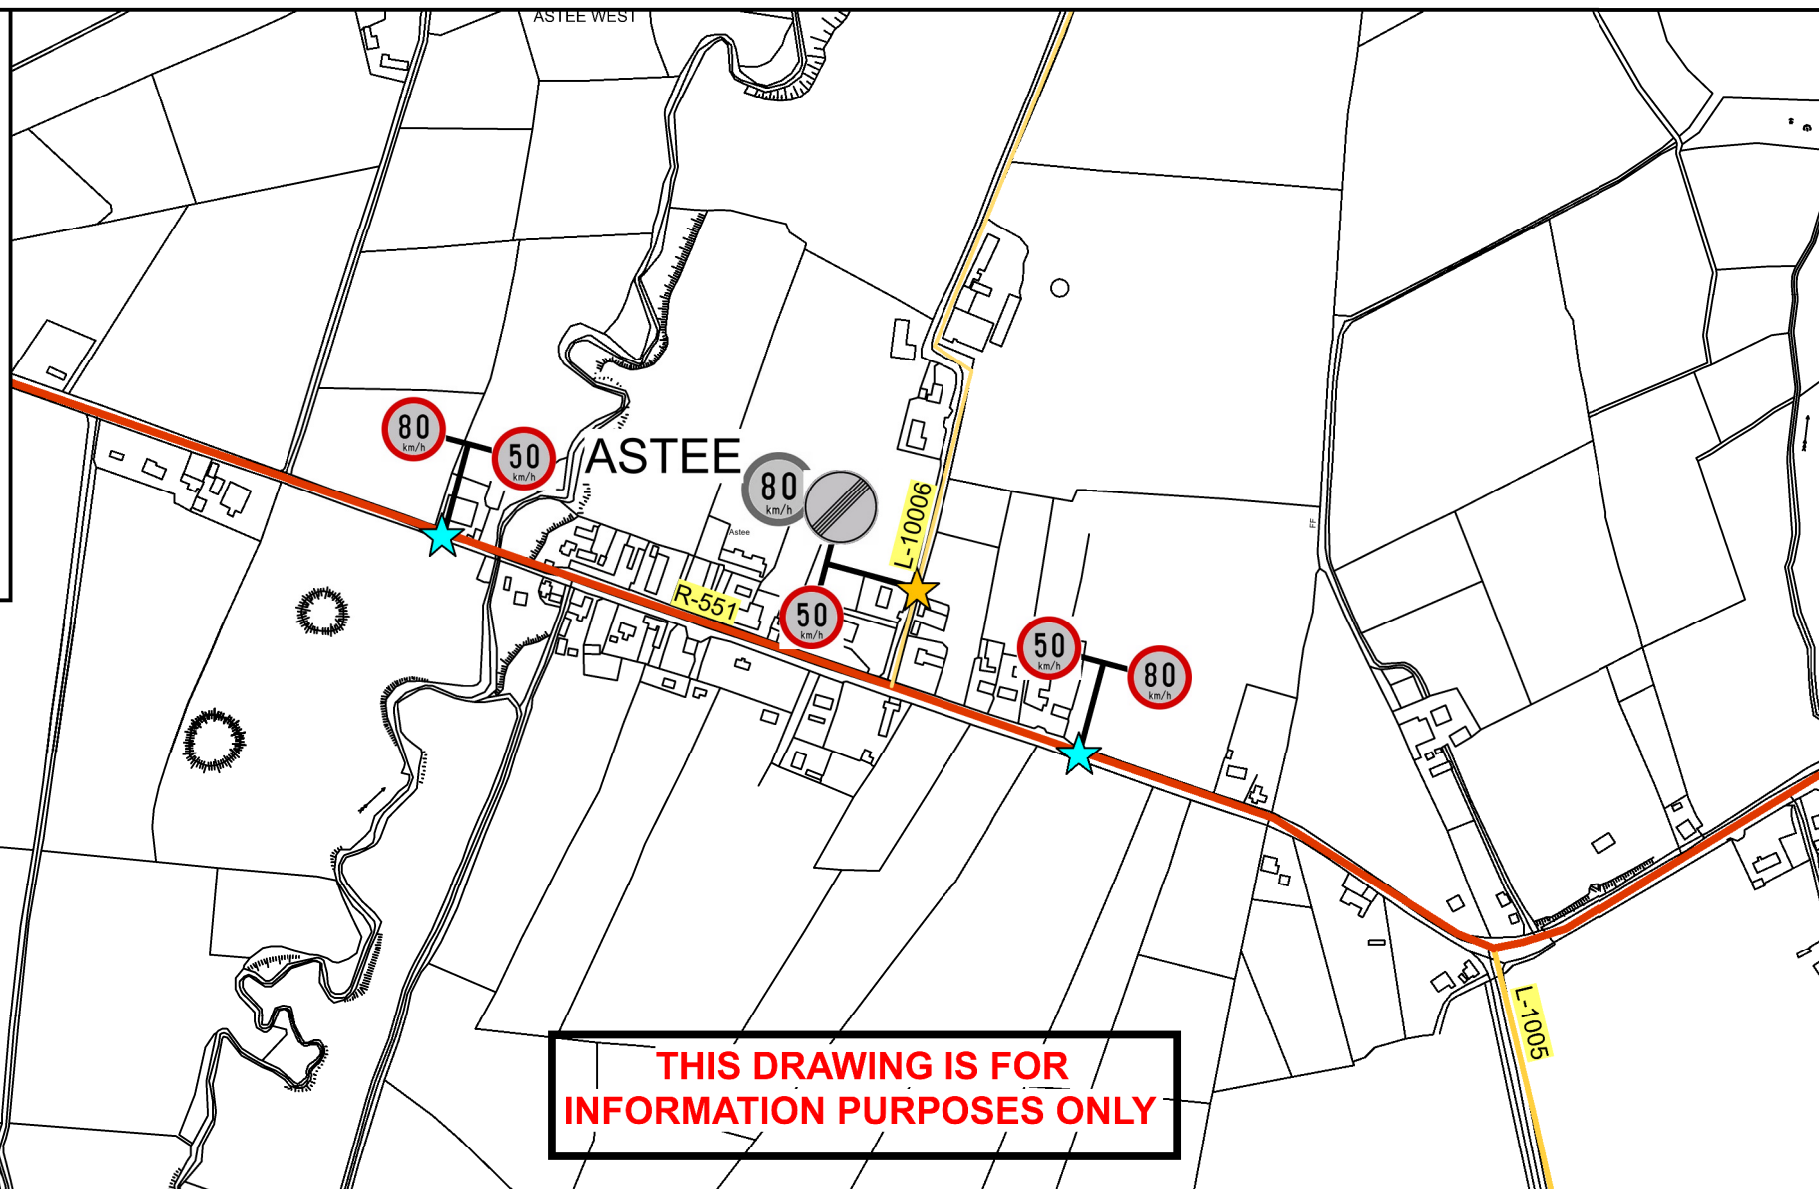 ASTEE WEST
80
km/h
50
km/h
ASTEE
80
km/h
L-10006
Astee
FF
R-551
50
km/h
50
km/h
80
km/h
L-1005
THIS DRAWING IS FOR
INFORMATION PURPOSES ONLY